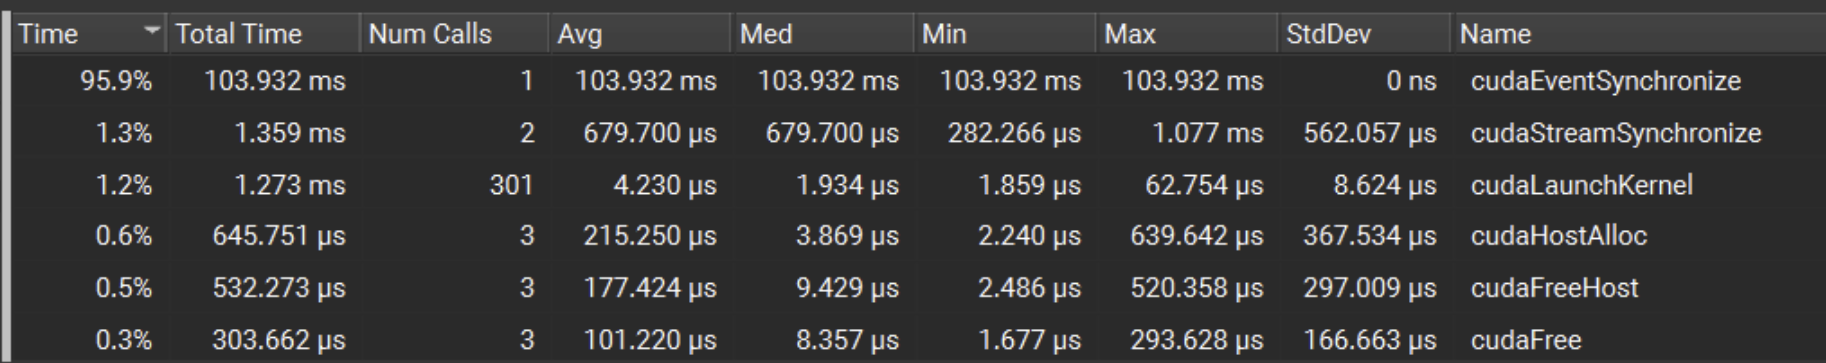 Time Total Time Num Calls Avg Med Min Max StdDev Name
95.9% 103.932 ms 1 103.932 ms 103.932 ms 103.932 ms 103.932 ms 0 ns cudaEventSynchronize
1.3% 1.359 ms 2 679.700 μs 679.700 μs 282.266 μs 1.077 ms 562.057 μs cudaStreamSynchronize
1.2% 1.273 ms 301 4.230 μs 1.934 μs 1.859 μs 62.754 μs 8.624 μs cudaLaunchKernel
0.6% 645.751 μs 3 215.250 μs 3.869 μs 2.240 μs 639.642 μs 367.534 μs cudaHostAlloc
0.5% 532.273 μs 3 177.424 μs 9.429 μs 2.486 μs 520.358 μs 297.009 μs cudaFreeHost
0.3% 303.662 μs 3 101.220 μs 8.357 μs 1.677 μs 293.628 μs 166.663 μs cudaFree